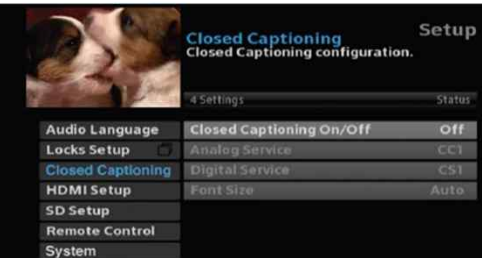 Setup
Closed Captioning
Closed Captioning configuration.
4 Settings Status
Audio Language
Locks Setup
Closed Captioning
HDMI Setup
SD Setup
Remote Control
System
Closed Captioning On/Off Off
Analog Service CC1
Digital Service CS1
Font Size Auto